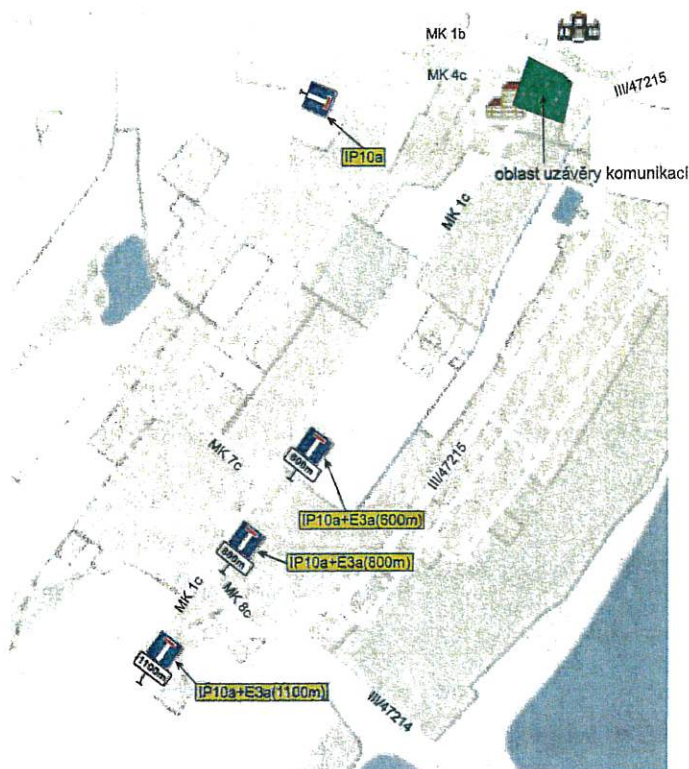 MK 1b
MK 4c
III/47215
IP10a
oblast uzávěry komunikací
MK 1c
MK 7c
III/47215
600m
IP10a+E3a(600m)
800m
IP10a+E3a(800m)
MK 1c
MK 8c
1100m
IP10a+E3a(1100m)
III/47214